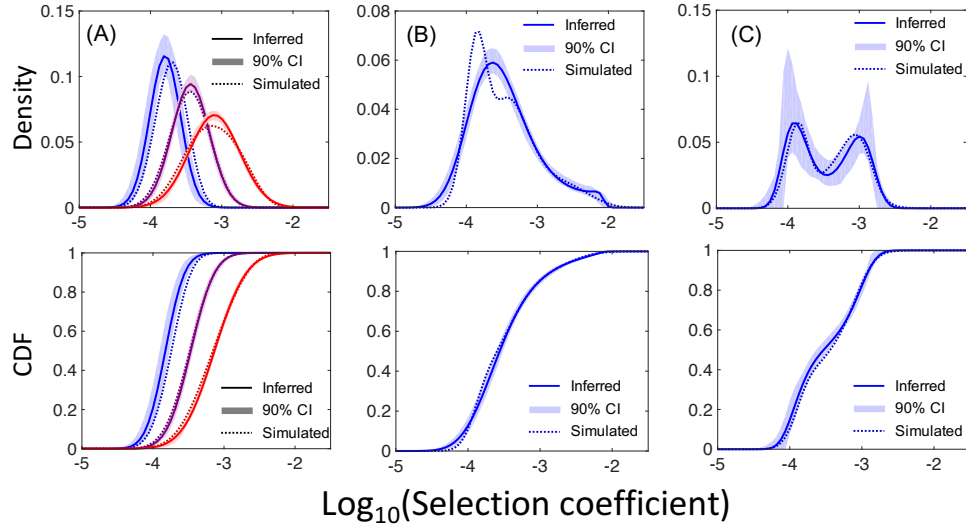 (A)
Inferred
90% CI
Simulated
(B)
Inferred
90% CI
Simulated
(C)
Inferred
90% CI
Simulated
Density
0.15
0.1
0.05
0
-5
-4
-3
-2
0.08
0.06
0.04
0.02
0
-5
-4
-3
-2
0.15
0.1
0.05
0
-5
-4
-3
-2
CDF
1
0.8
0.6
0.4
0.2
0
-5
-4
-3
-2
Inferred
90% CI
Simulated
1
0.8
0.6
0.4
0.2
0
-5
-4
-3
-2
Inferred
90% CI
Simulated
1
0.8
0.6
0.4
0.2
0
-5
-4
-3
-2
Inferred
90% CI
Simulated
Log10(Selection coefficient)